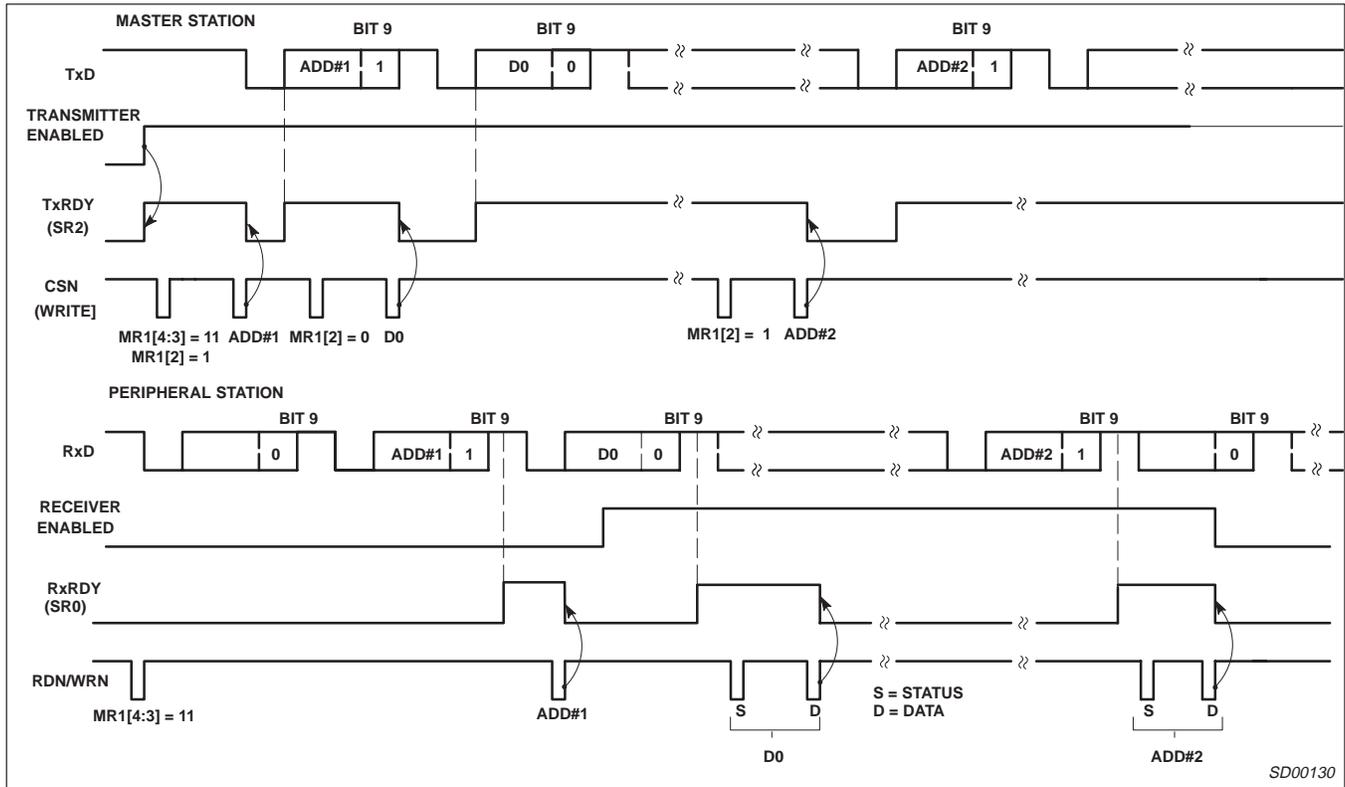 MASTER STATION
BIT 9 BIT 9 BIT 9
TxD ADD#1 1 D0 0 ADD#2 1
TRANSMITTER
ENABLED
TxRDY
(SR2)
CSN
(WRITE]
MR1[4:3] = 11 ADD#1 MR1[2] = 0 D0 MR1[2] = 1 ADD#2
MR1[2] = 1
PERIPHERAL STATION
BIT 9 BIT 9 BIT 9 BIT 9 BIT 9
RxD 0 ADD#1 1 D0 0 ADD#2 1 0
RECEIVER
ENABLED
RxRDY
(SR0)
RDN/WRN
MR1[4:3] = 11 ADD#1 S D S = STATUS S D
D = DATA
D0 ADD#2
SD00130